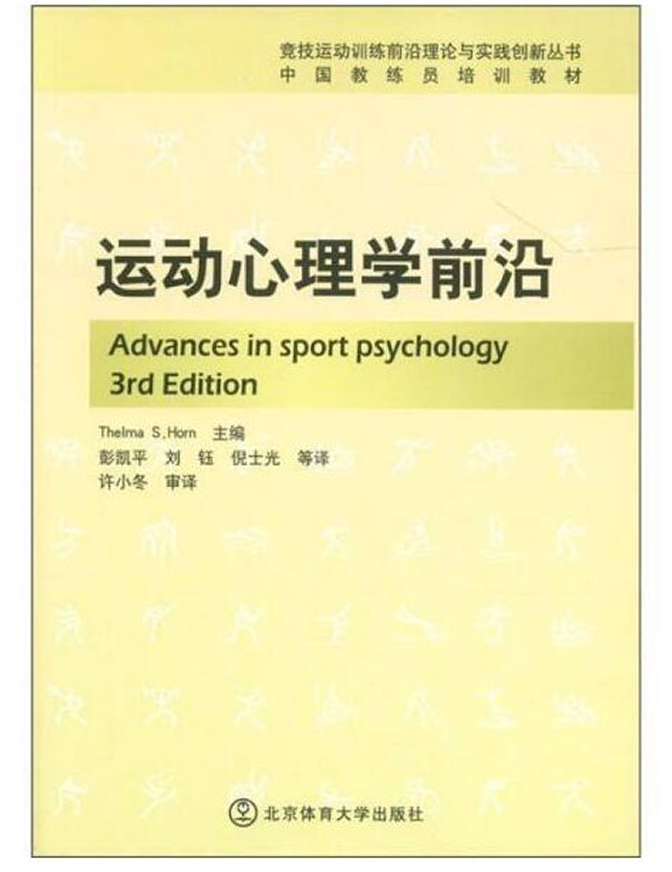 竞技运动训练前沿理论与实践创新丛书
中国教练员培训教材
运动心理学前沿
Advances in sport psychology
3rd Edition
Thelma S.Horn 主编
彭凯平 刘钰 倪士光 等译
许小冬 审译
北京体育大学出版社